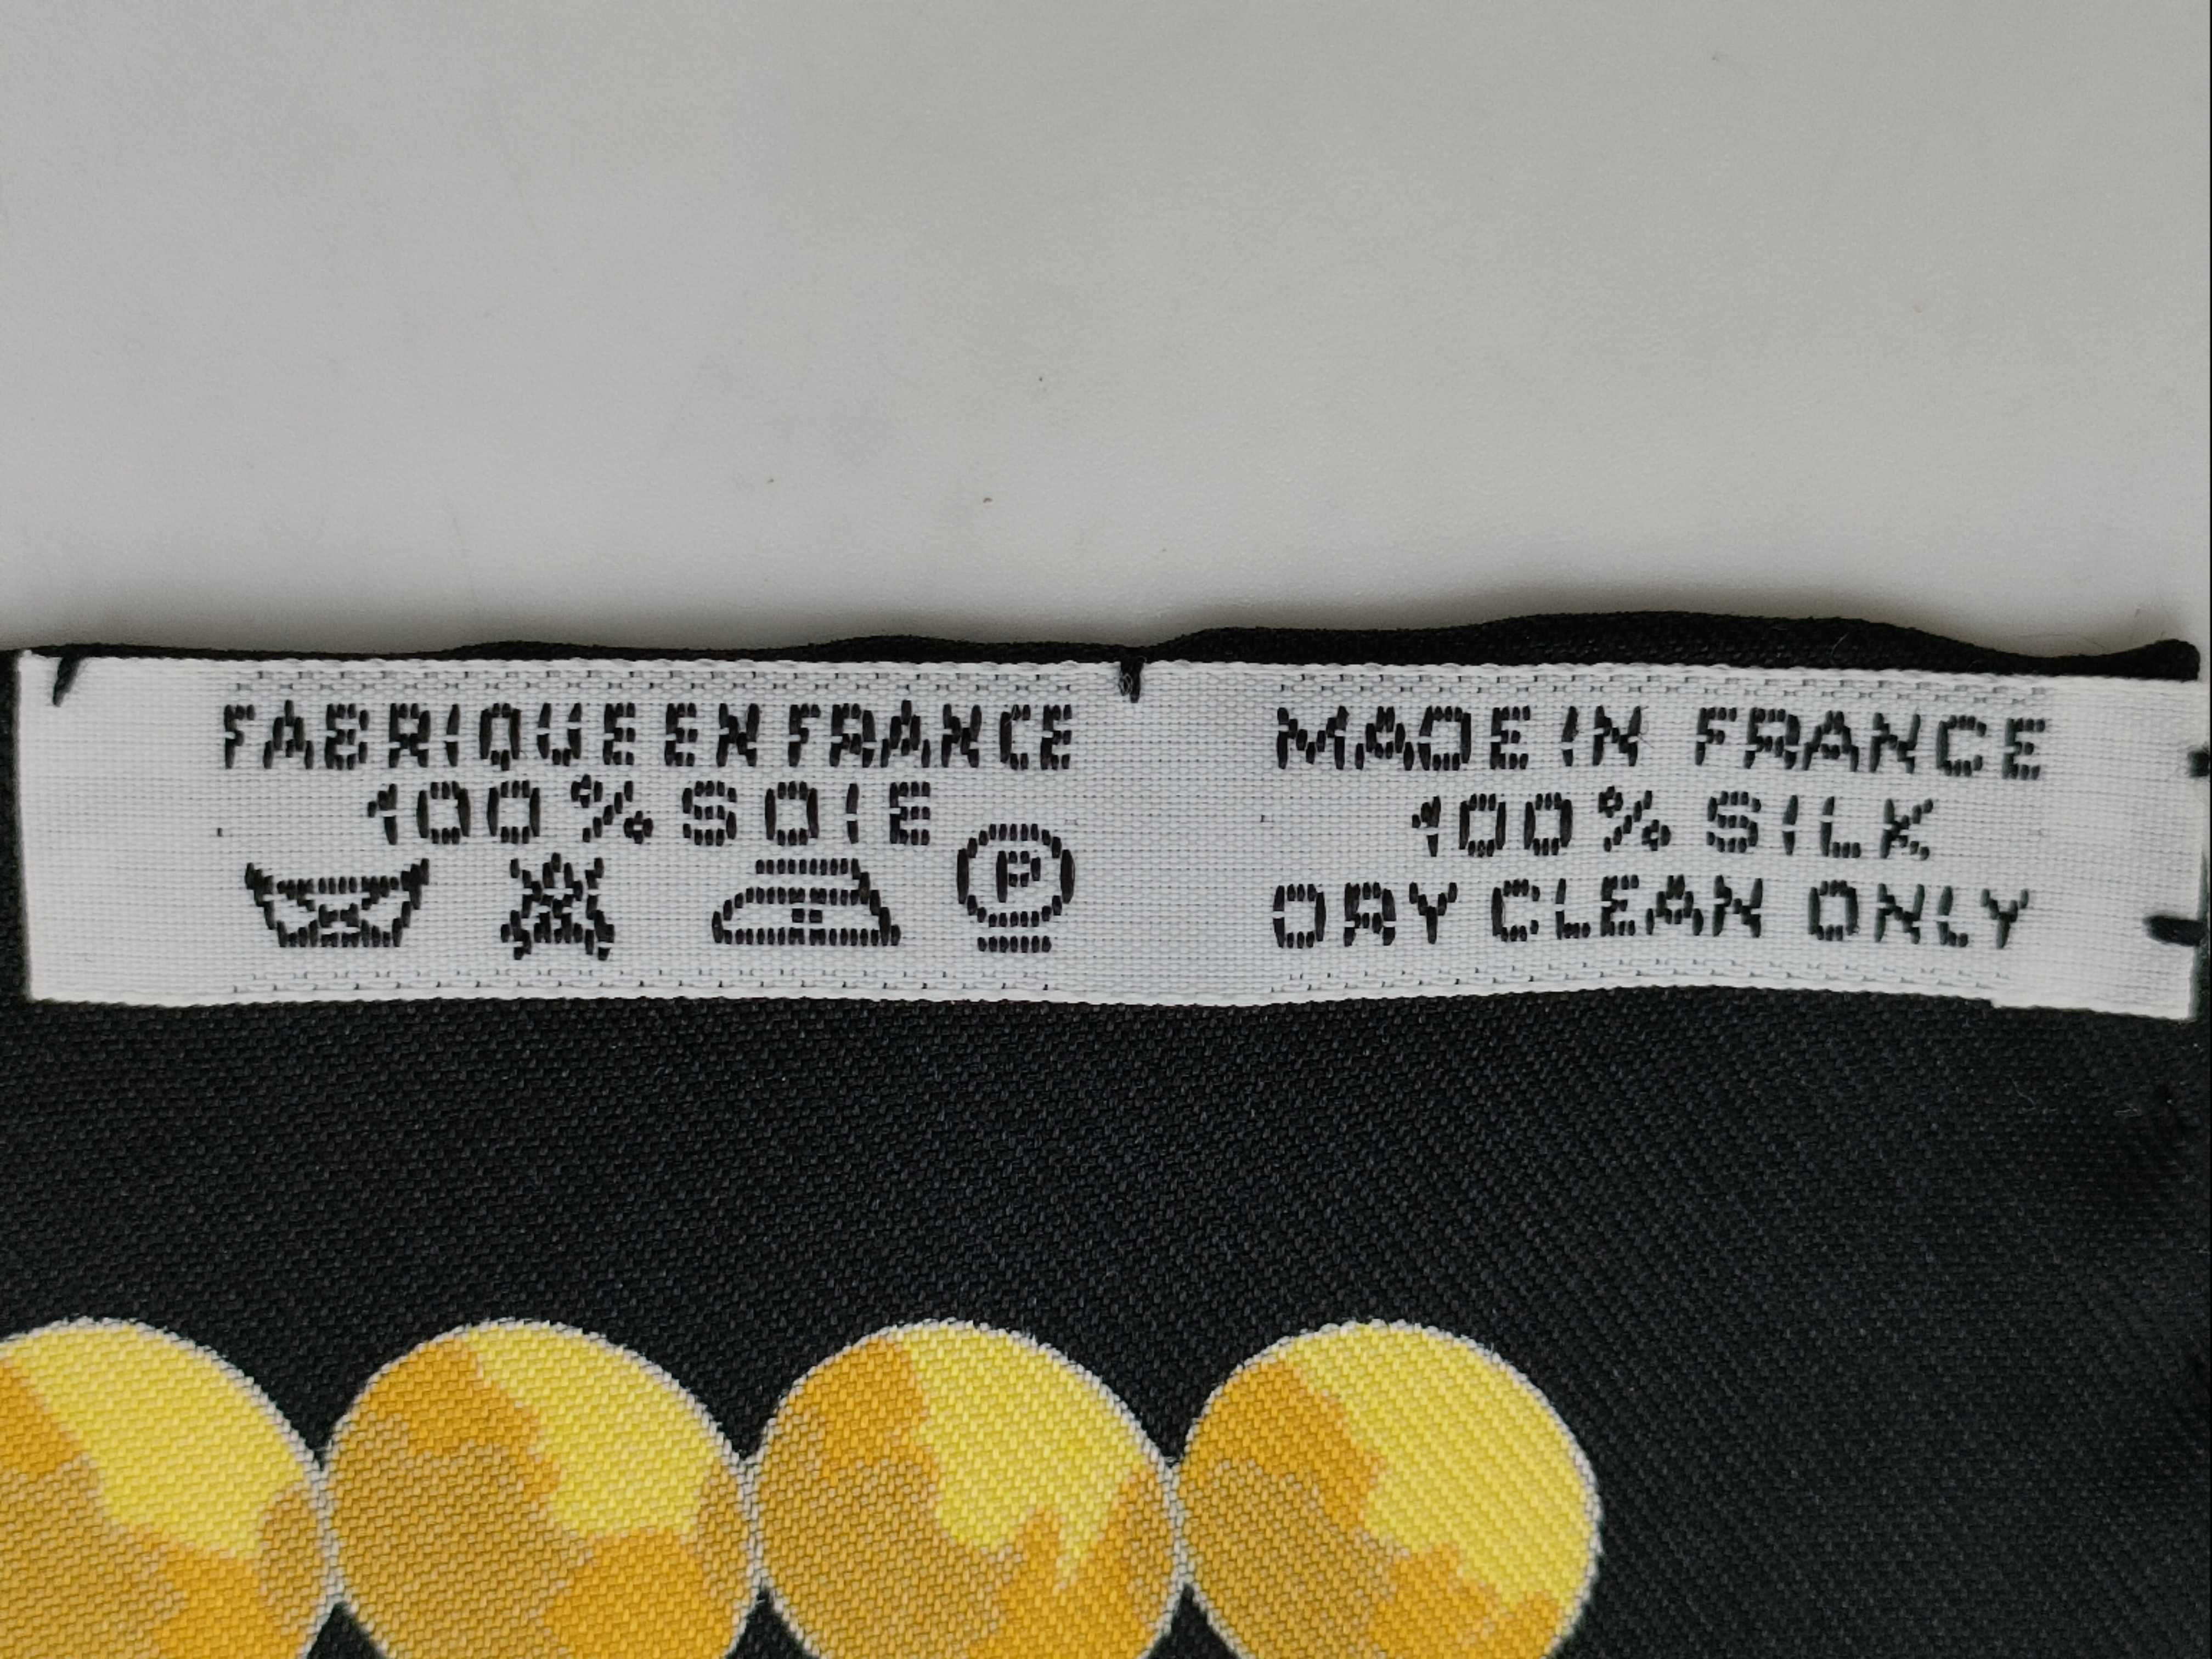 FABRIQUE EN FRANCE
100% SOIE
P
MADE IN FRANCE
100% SILK
DRY CLEAN ONLY